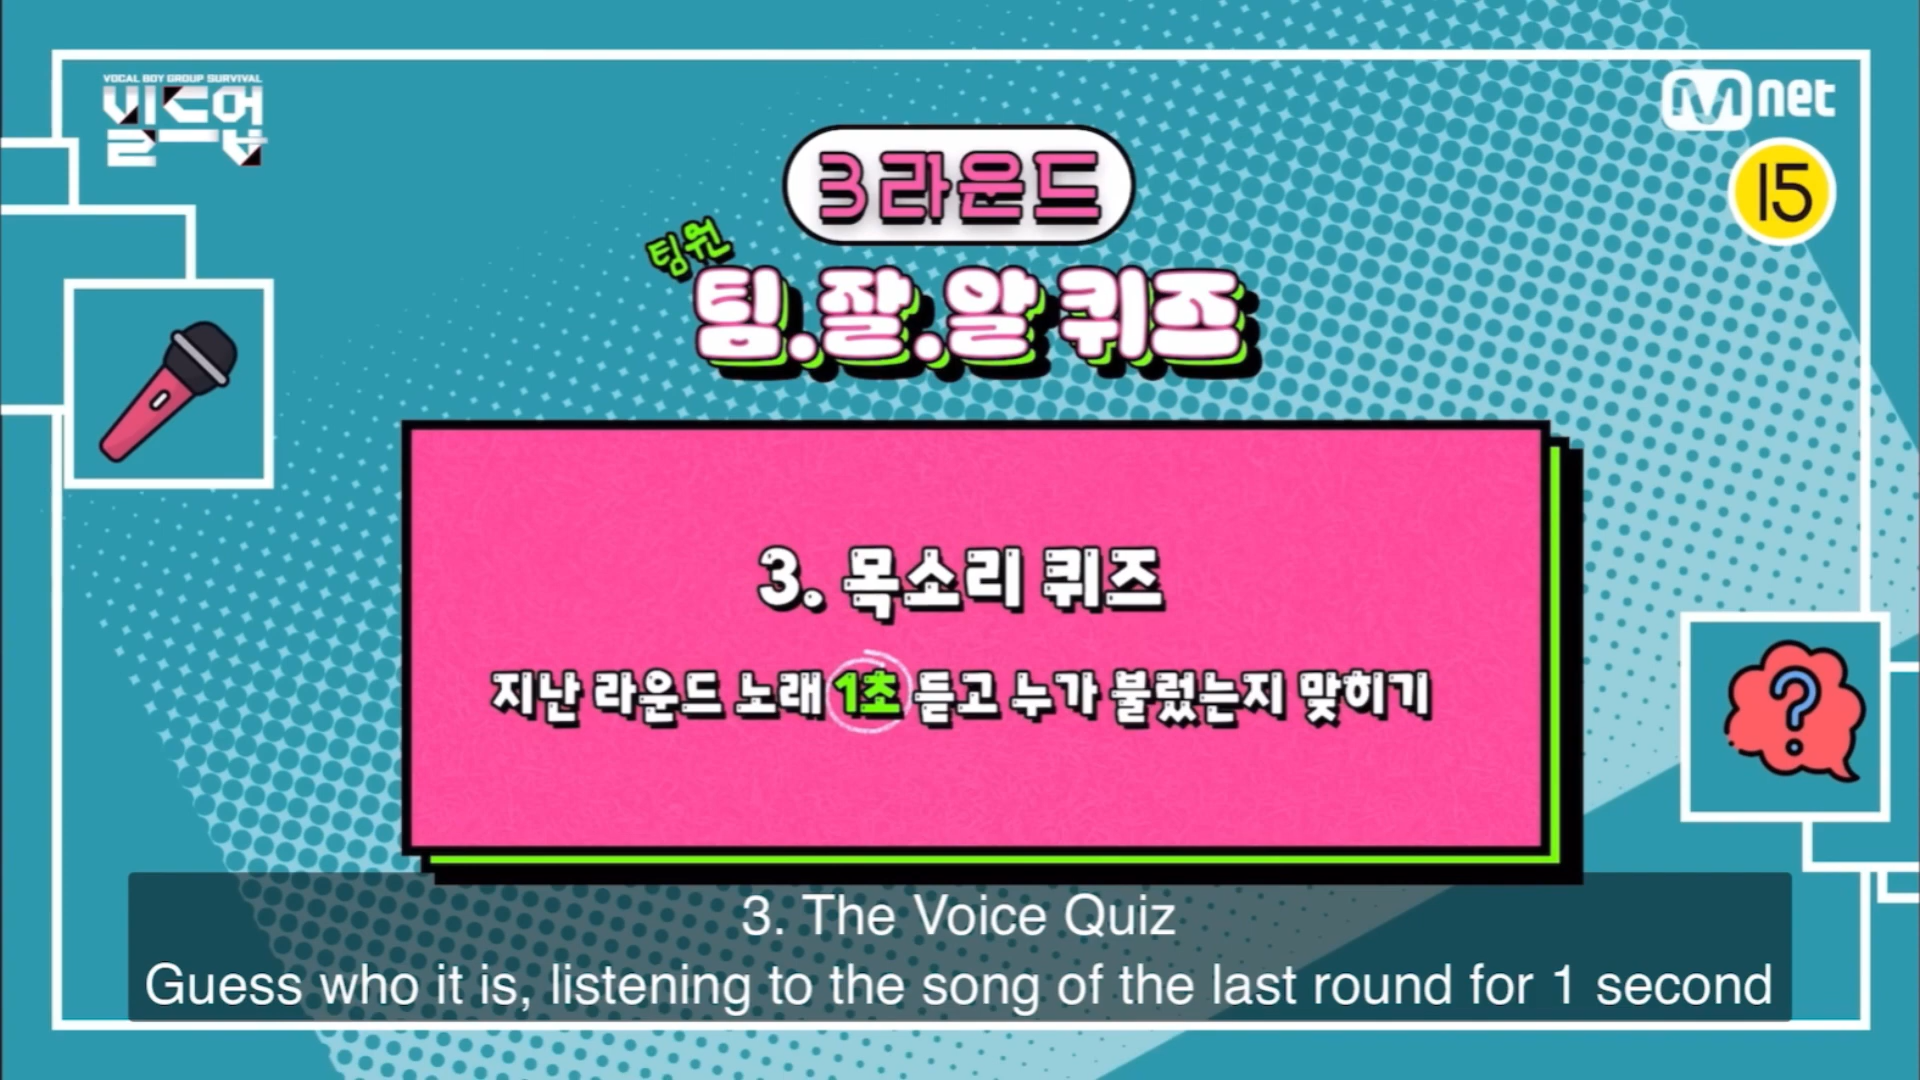 VOCAL BOY GROUP SURVIVAL
빌드업
Mnet
15
3라운드
팀원
팀.잘.알 퀴즈
3. 목소리 퀴즈
지난 라운드 노래 1초 듣고 누가 불렀는지 맞히기
3. The Voice Quiz
Guess who it is, listening to the song of the last round for 1 second